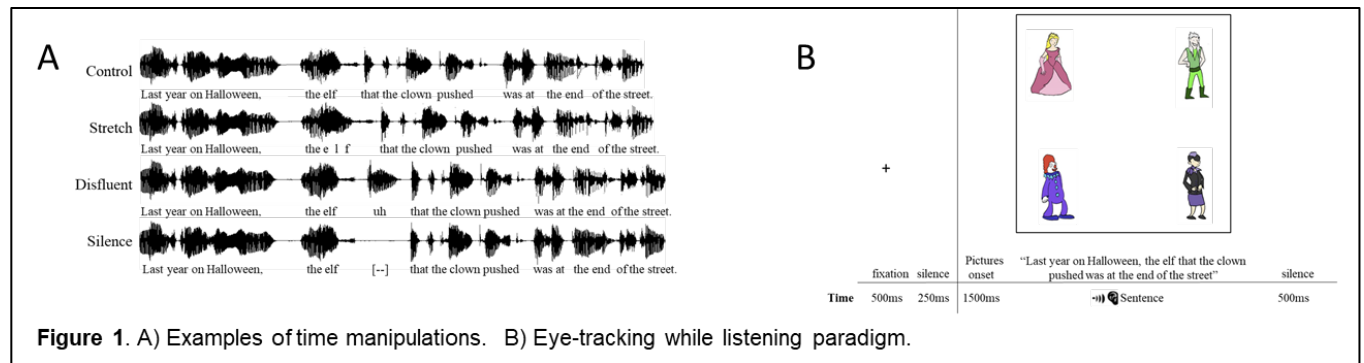 A
Control
Last year on Halloween, the elf that the clown pushed was at the end of the street.
Stretch
Last year on Halloween, the e l f that the clown pushed was at the end of the street.
Disfluent
Last year on Halloween, the elf uh that the clown pushed was at the end of the street.
Silence
Last year on Halloween, the elf [--] that the clown pushed was at the end of the street.
B
+
fixation silence Pictures onset “Last year on Halloween, the elf that the clown pushed was at the end of the street” silence
Time 500ms 250ms 1500ms Sentence 500ms
Figure 1. A) Examples of time manipulations. B) Eye-tracking while listening paradigm.